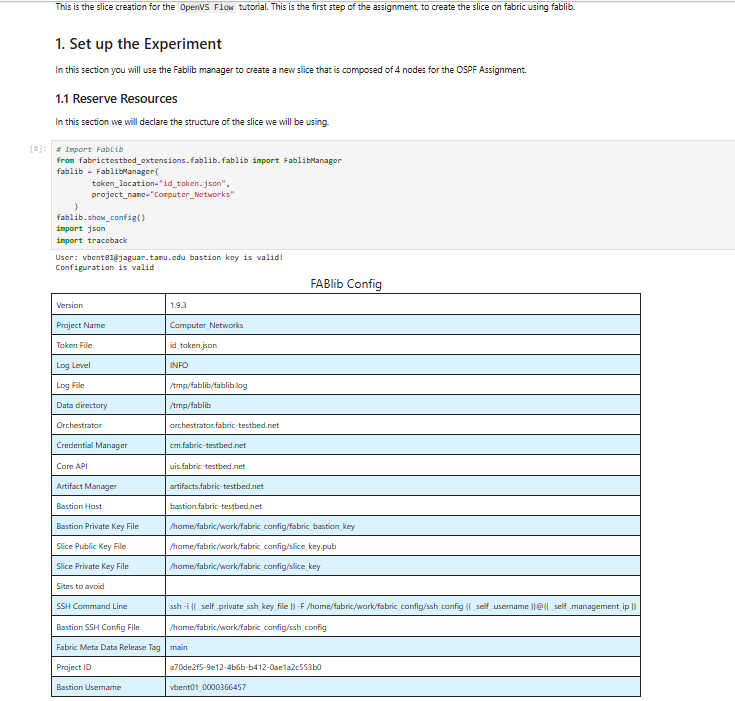 This is the slice creation for the OpenVS Flow tutorial. This is the first step of the assignment, to create the slice on fabric using fablib.
1. Set up the Experiment
In this section you will use the Fablib manager to create a new slice that is composed of 4 nodes for the OSPF Assignment.
1.1 Reserve Resources
In this section we will declare the structure of the slice we will be using.
[8]: # Import Fablib
from fabrictestbed_extensions.fablib.fablib import FablibManager
fablib = FablibManager(
token_location="id_token.json",
project_name="Computer_Networks"
)
fablib.show_config()
import json
import traceback
User: vbent01@jaguar.tamu.edu bastion key is valid!
Configuration is valid
FABlib Config
Version 1.9.3
Project Name Computer_Networks
Token File id_token.json
Log Level INFO
Log File /tmp/fablib/fablib.log
Data directory /tmp/fablib
Orchestrator orchestrator.fabric-testbed.net
Credential Manager cm.fabric-testbed.net
Core API uis.fabric-testbed.net
Artifact Manager artifacts.fabric-testbed.net
Bastion Host bastion.fabric-testbed.net
Bastion Private Key File /home/fabric/work/fabric_config/fabric_bastion_key
Slice Public Key File /home/fabric/work/fabric_config/slice_key.pub
Slice Private Key File /home/fabric/work/fabric_config/slice_key
Sites to avoid
SSH Command Line ssh -i {{ _self_.private_ssh_key_file }} -F /home/fabric/work/fabric_config/ssh_config {{ _self_.username }}@{{ _self_.management_ip }}
Bastion SSH Config File /home/fabric/work/fabric_config/ssh_config
Fabric Meta Data Release Tag main
Project ID a70de2f5-9e12-4b6b-b412-0ae1a2c553b0
Bastion Username vbent01_0000366457